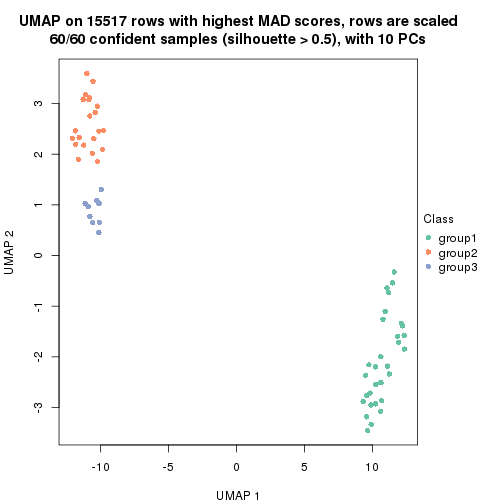 UMAP on 15517 rows with highest MAD scores, rows are scaled
60/60 confident samples (silhouette > 0.5), with 10 PCs
3
2
1
0
-1
-2
-3
UMAP 2
-10
-5
0
5
10
UMAP 1
Class
group1
group2
group3